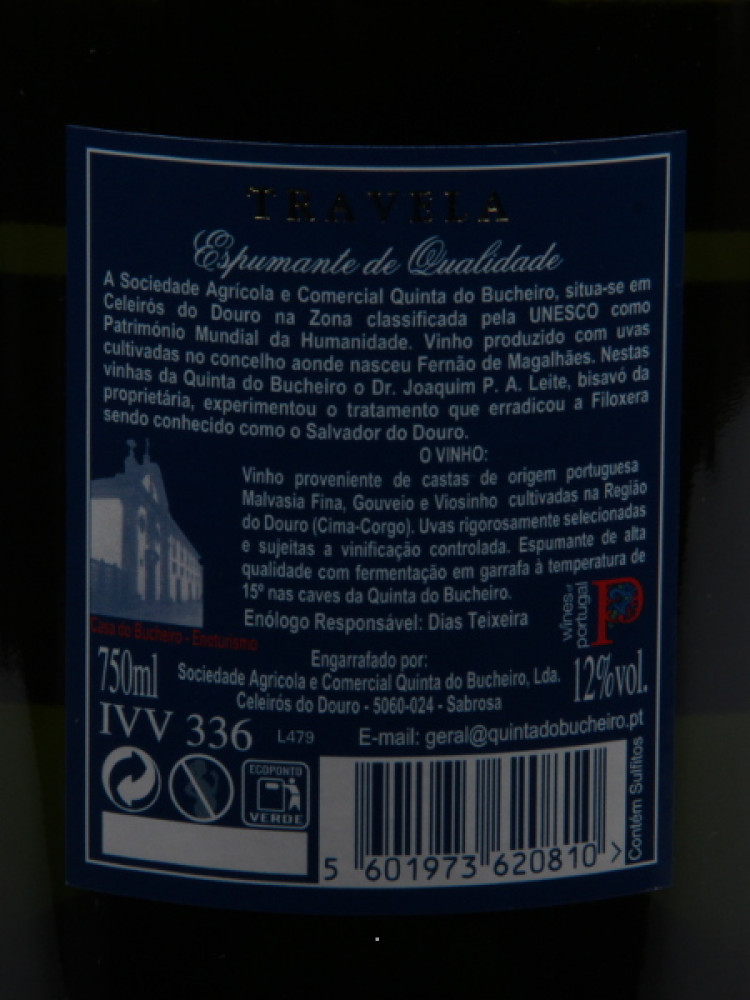 TRAVELA
Espumante de Qualidade
A Sociedade Agrícola e Comercial Quinta do Bucheiro, situa-se em
Celeirós do Douro na Zona classificada pela UNESCO como
Património Mundial da Humanidade. Vinho produzido com uvas
cultivadas no concelho aonde nasceu Fernão de Magalhães. Nestas
vinhas da Quinta do Bucheiro o Dr. Joaquim P. A. Leite, bisavó da
proprietária, experimentou o tratamento que erradicou a Filoxera
sendo conhecido como o Salvador do Douro.
O VINHO:
Vinho proveniente de castas de origem portuguesa
Malvasia Fina, Gouveio e Viosinho cultivadas na Região
do Douro (Cima-Corgo). Uvas rigorosamente selecionadas
e sujeitas a vinificação controlada. Espumante de alta
qualidade com fermentação em garrafa à temperatura de
15º nas caves da Quinta do Bucheiro.
Enólogo Responsável: Dias Teixeira
wines of
portugal
Casa do Bucheiro - Enoturismo
Engarrafado por:
750ml
Sociedade Agrícola e Comercial Quinta do Bucheiro, Lda.
12%vol.
Celeirós do Douro - 5060-024 - Sabrosa
IVV 336
L479
E-mail: geral@quintadobucheiro.pt
ECOPONTO
VERDE
Contém Sulfitos
5 601973 620810 >